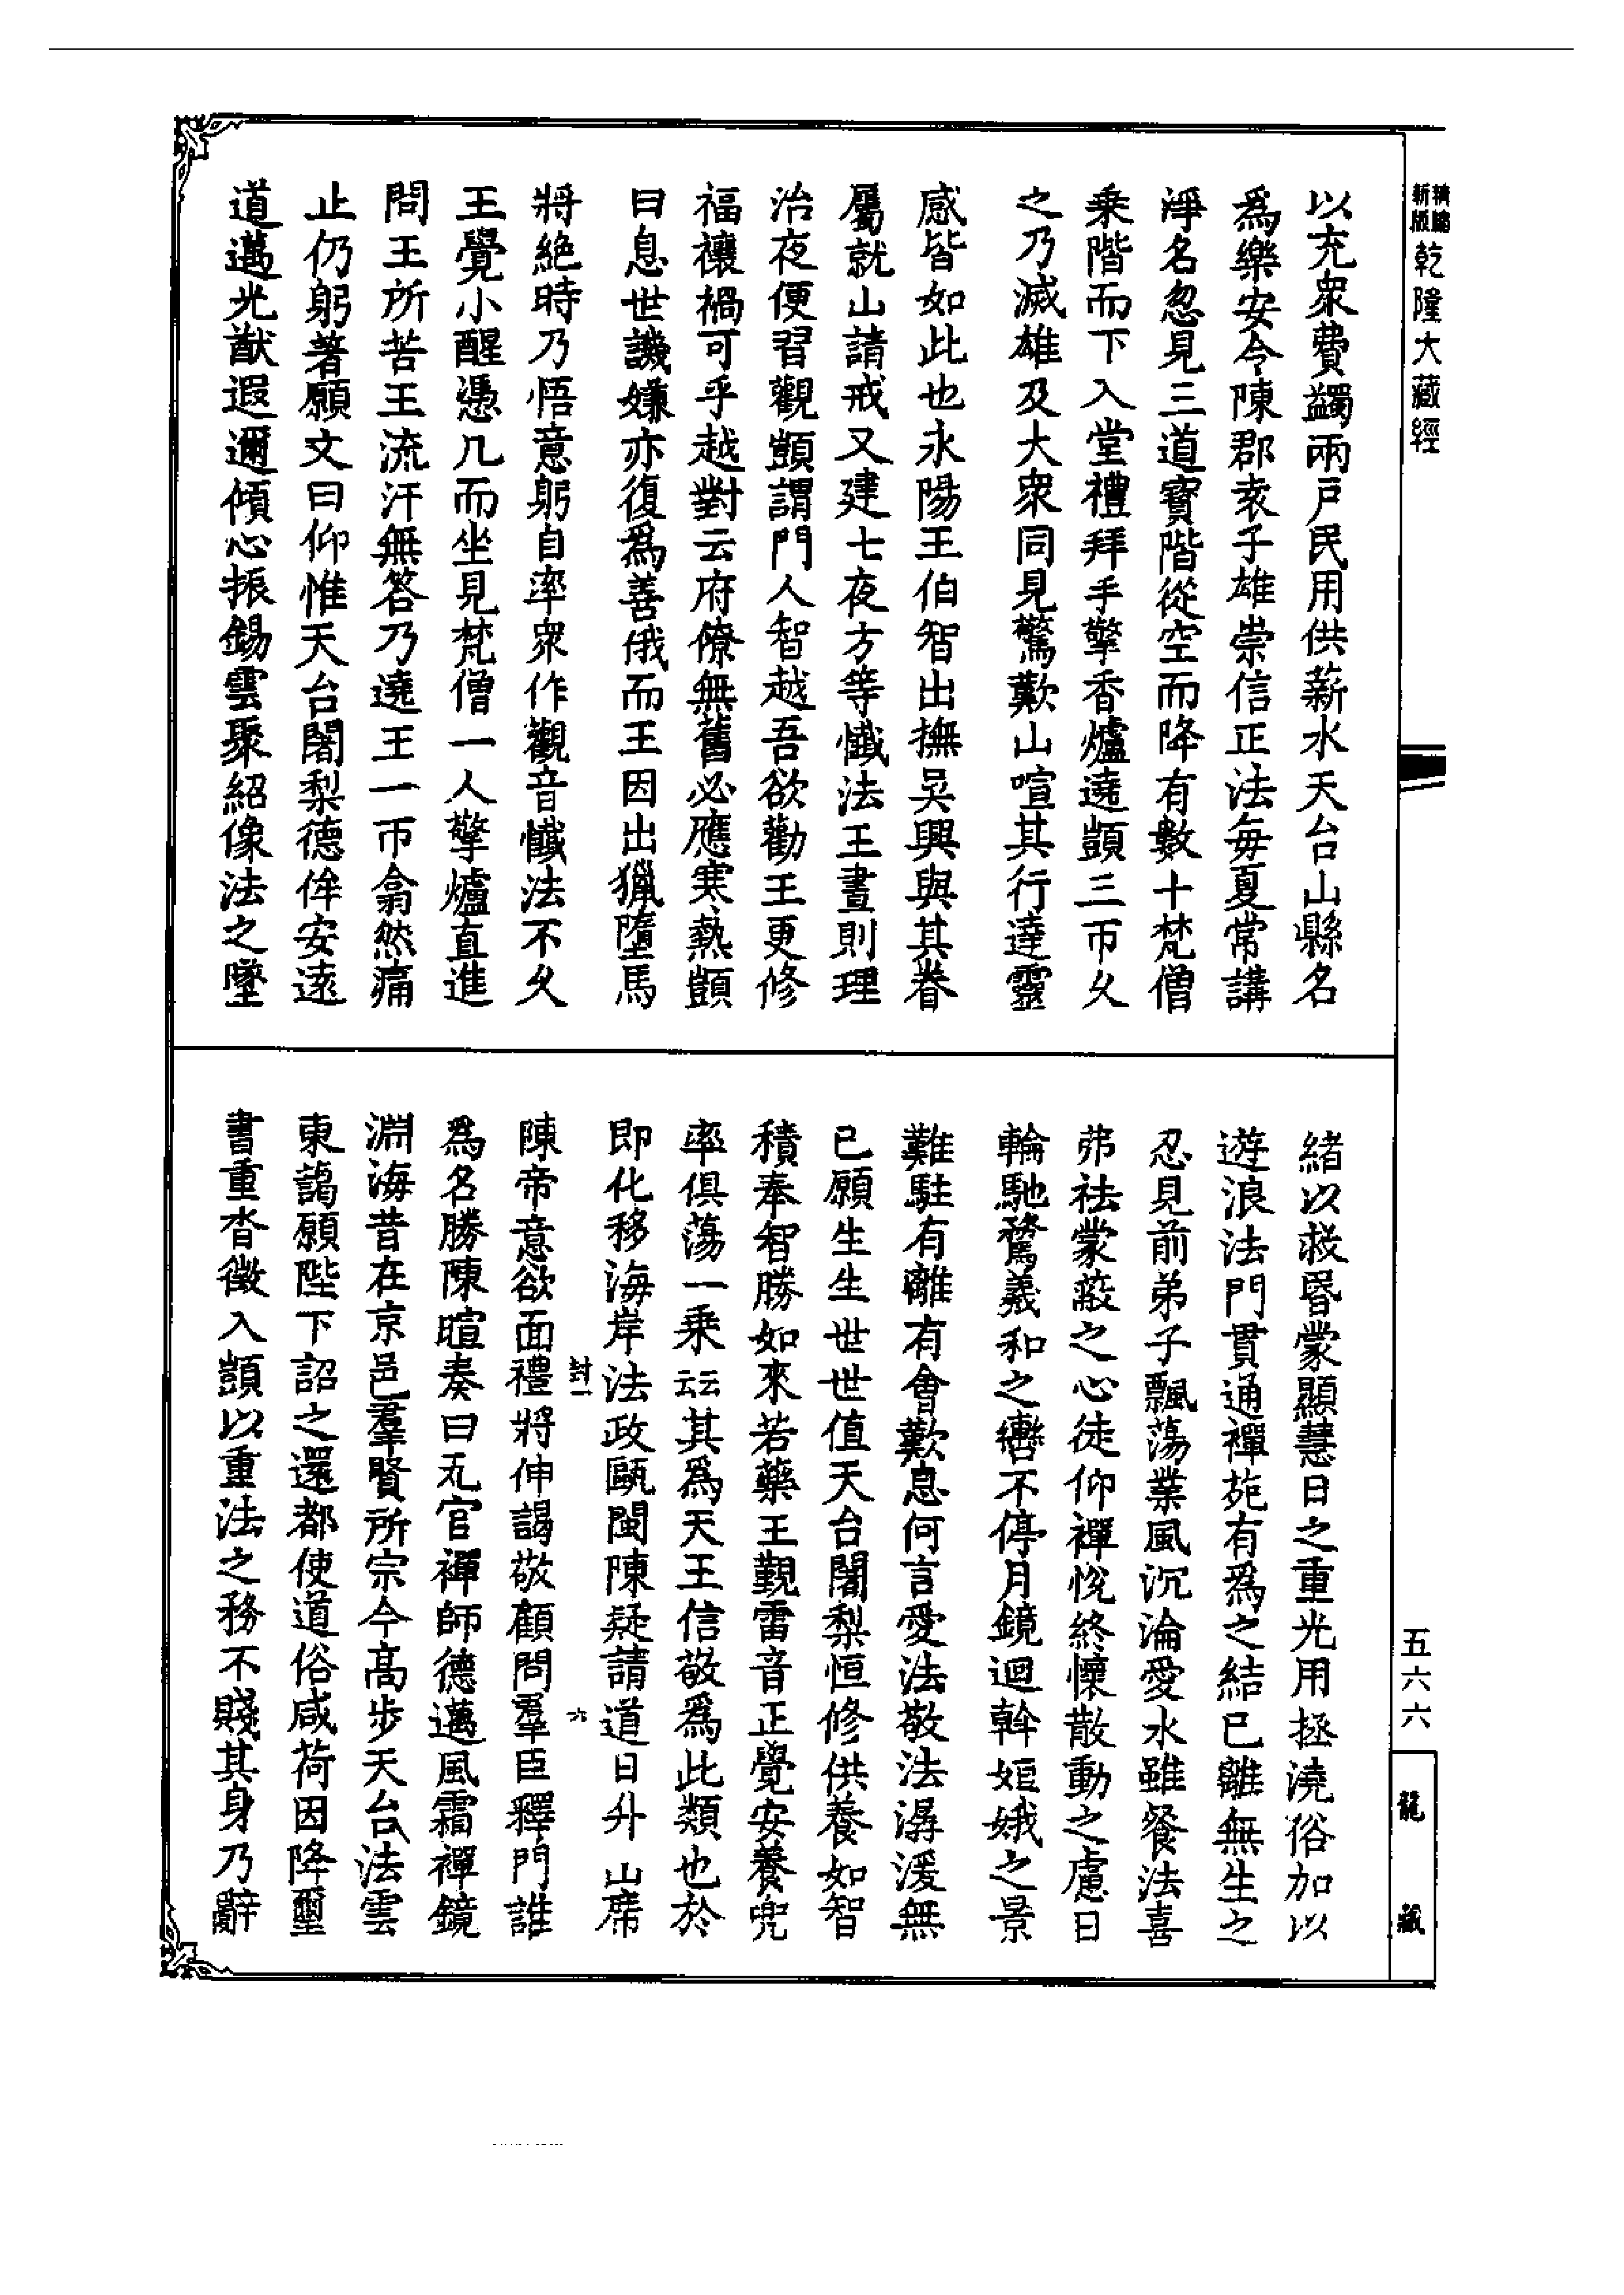 精縮
新版
乾隆大藏經
以充衆費蠲兩戶民用供薪水天台山縣名
爲樂安令陳郡袁子雄崇信正法每夏常講
淨名忽見三道寶階從空而降有數十梵僧
乗階而下入堂禮拜手擎香爐遶顗三帀久
之乃滅雄及大衆同見驚歎山喧其行達靈
感皆如此也永陽王伯智出撫吳興與其眷
屬就山請戒又建七夜方等懺法王晝則理
治夜便習觀顗謂門人智越吾欲勸王更修
福禳禍可乎越對云府僚無舊必應寒熱顗
曰息世譏嫌亦復爲善俄而王因出獵墮馬
將絕時乃悟意躬自率衆作觀音懺法不久
王覺小醒憑几而坐見梵僧一人擎爐直進
問王所苦王流汗無答乃遶王一帀翕然痛
止仍躬著願文曰仰惟天台闍梨德侔安遠
道邁光猷遐邇傾心振錫雲聚紹像法之墜
緒以救昬蒙顯慧日之重光用拯澆俗加以
遊浪法門貫通禪苑有爲之結已離無生之
忍見前弟子飄蕩業風沉淪愛水雖餐法喜
弗袪蒙蔽之心徒仰禪悅終懷散動之慮日
輪馳騖羲和之轡不停月鏡迴斡姮娥之景
難駐有離有會歎息何言愛法敬法潺湲無
已願生生世世值天台闍梨恒修供養如智
積奉智勝如來若藥王覲雷音正覺安養兜
率俱蕩一乗云云其爲天王信敬爲此類也於
即化移海岸法政甌閩陳疑請道日升山席
陳帝意欲面禮將伸謁敬顧問羣臣釋門誰
封一
六
爲名勝陳暄奏曰瓦官禪師德邁風霜禪鏡
淵海昔在京邑羣賢所宗今高步天台法雲
東謁願陛下詔之還都使道俗咸荷因降璽
書重沓徵入顗以重法之務不賤其身乃辭
五六六
龍藏